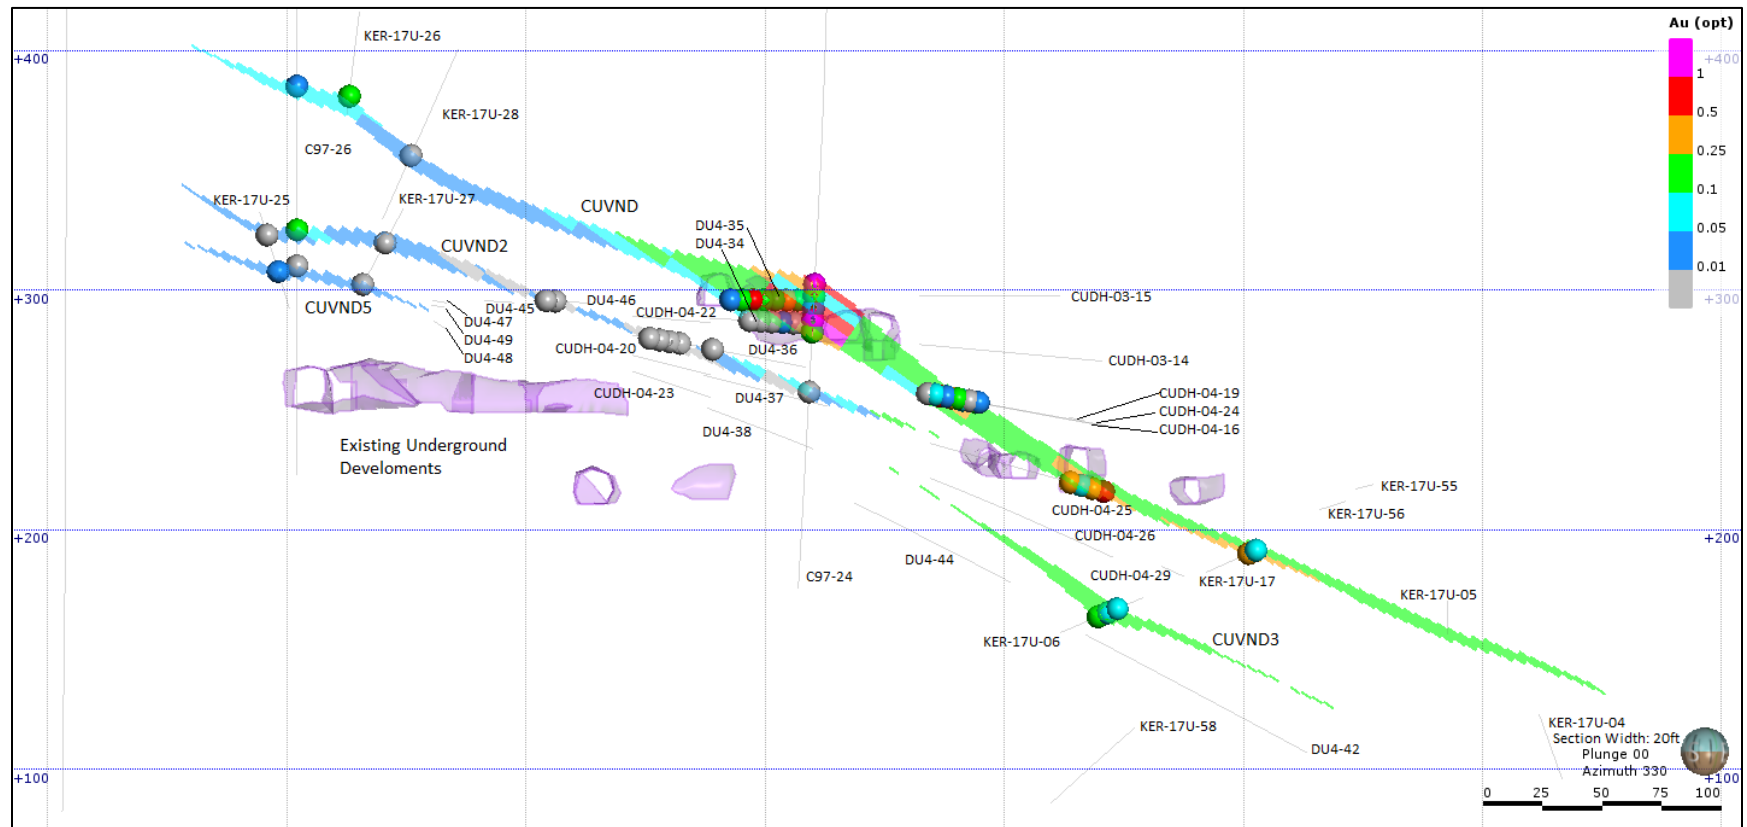 KER-17U-26
Au (opt)
+400
+400
1
0.5
0.25
0.1
0.05
0.01
KER-17U-28
C97-26
KER-17U-25
KER-17U-27
CUVND
DU4-35
DU4-34
CUVND2
+300
+300
CUVND5
DU4-45
DU4-46
CUDH-04-22
DU4-47
DU4-49
DU4-48
CUDH-03-15
CUDH-04-20
DU4-36
CUDH-03-14
CUDH-04-23
DU4-37
CUDH-04-19
CUDH-04-24
CUDH-04-16
DU4-38
Existing Underground
Develoments
KER-17U-55
CUDH-04-25
KER-17U-56
+200
+200
CUDH-04-26
DU4-44
C97-24
CUDH-04-29
KER-17U-17
KER-17U-05
KER-17U-06
CUVND3
KER-17U-58
KER-17U-04
DU4-42
Section Width: 20ft
Plunge 00
Azimuth 330
+100
+100
0 25 50 75 100